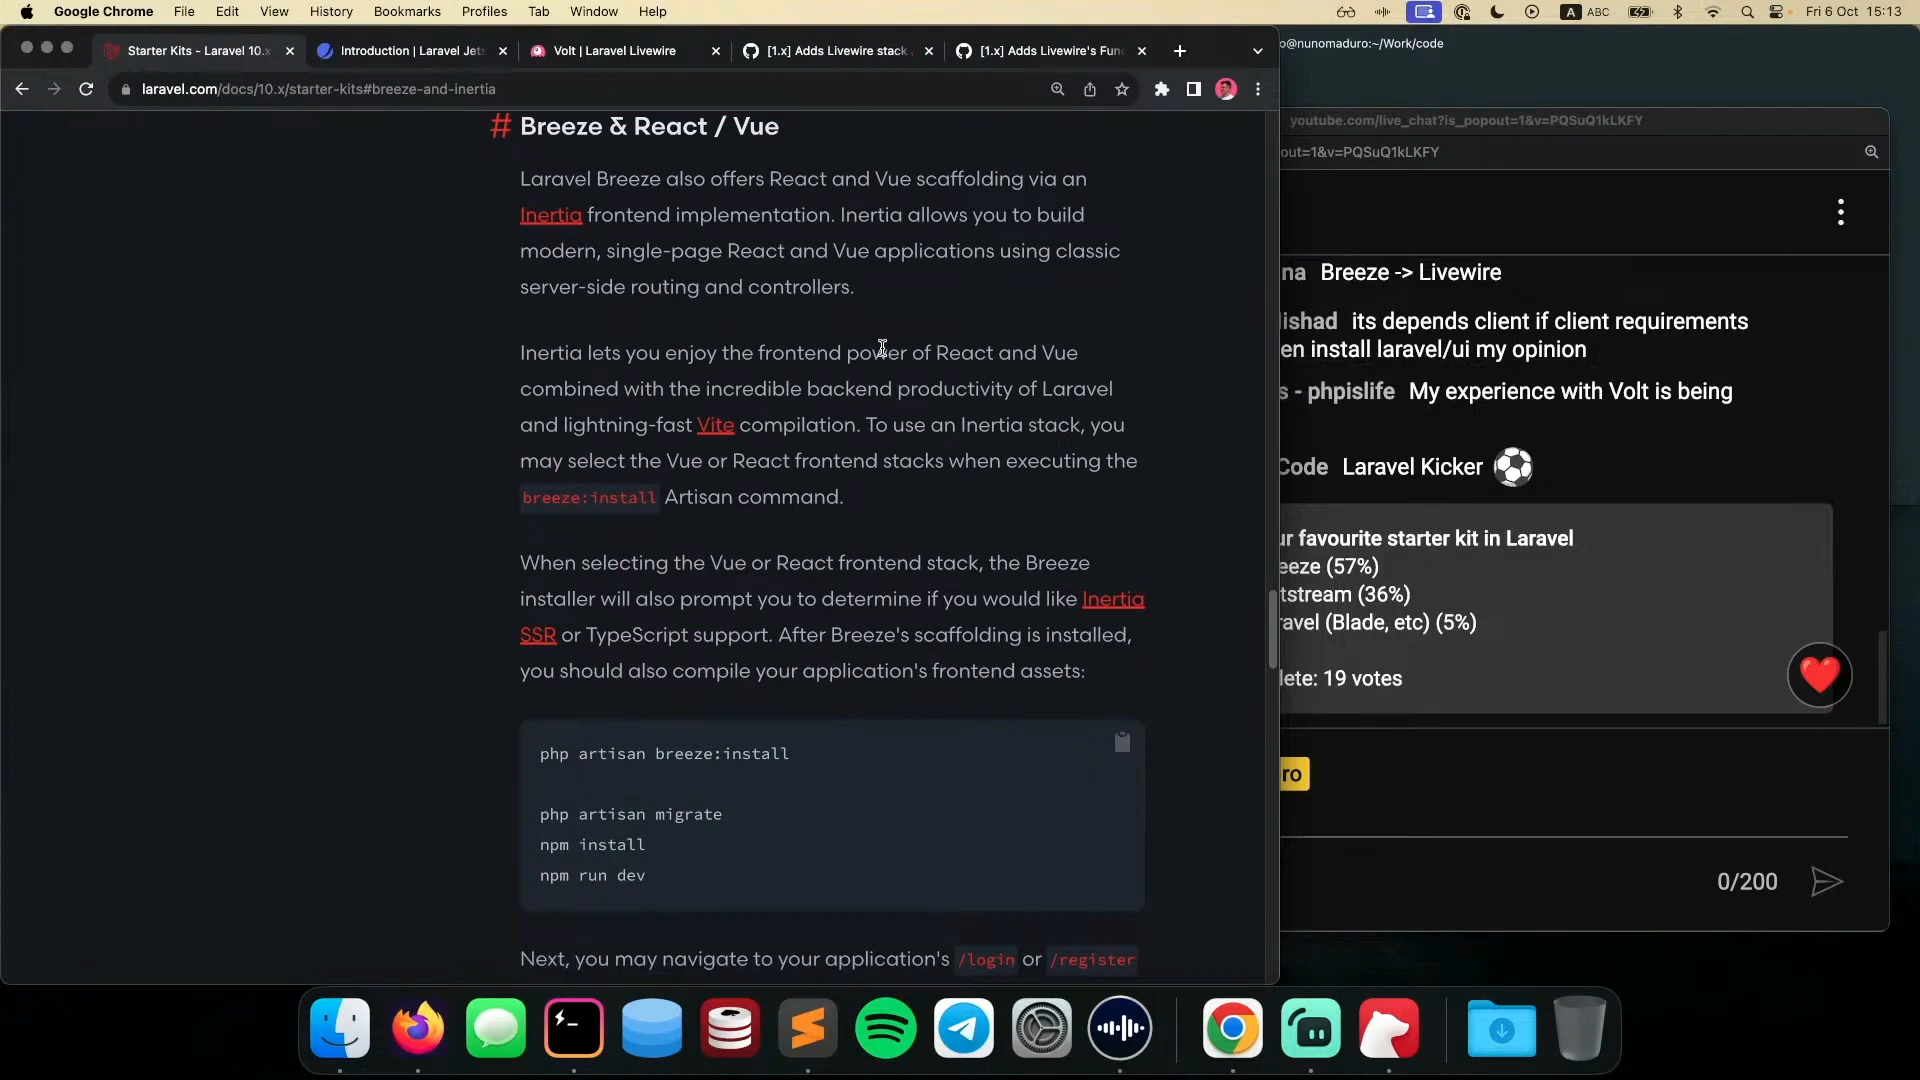 Google Chrome File Edit View History Bookmarks Profiles Tab Window Help A ABC Fri 6 Oct 15:13
Starter Kits - Laravel 10.x Introduction | Laravel Jets Volt | Laravel Livewire [1.x] Adds Livewire stack [1.x] Adds Livewire's Fun
laravel.com/docs/10.x/starter-kits#breeze-and-inertia
# Breeze & React / Vue
Laravel Breeze also offers React and Vue scaffolding via an
Inertia frontend implementation. Inertia allows you to build
modern, single-page React and Vue applications using classic
server-side routing and controllers.
Inertia lets you enjoy the frontend power of React and Vue
combined with the incredible backend productivity of Laravel
and lightning-fast Vite compilation. To use an Inertia stack, you
may select the Vue or React frontend stacks when executing the
breeze:install Artisan command.
When selecting the Vue or React frontend stack, the Breeze
installer will also prompt you to determine if you would like Inertia
SSR or TypeScript support. After Breeze's scaffolding is installed,
you should also compile your application's frontend assets:
php artisan breeze:install
php artisan migrate
npm install
npm run dev
Next, you may navigate to your application's /login or /register
o@nunomaduro:~/Work/code
youtube.com/live_chat?is_popout=1&v=PQSuQ1kLKFY
out=1&v=PQSuQ1kLKFY
na Breeze -> Livewire
ishad its depends client if client requirements
en install laravel/ui my opinion
s - phpislife My experience with Volt is being
Code Laravel Kicker
ur favourite starter kit in Laravel
eeze (57%)
tstream (36%)
ravel (Blade, etc) (5%)
lete: 19 votes
ro
0/200